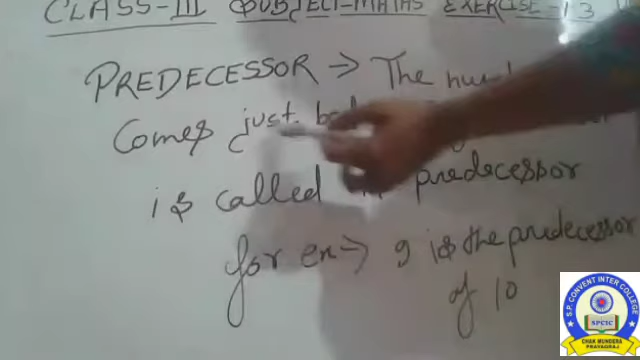 CLASS-III SUBJECT-MATHS EXERCISE-13
PREDECESSOR → The
Comes just
is called predecessor
for ex → 9 is the predecessor
of 10
S.P. CONVENT INTER COLLEGE
SPCIC
CHAK MUNDERA
PRAYAGRAJ